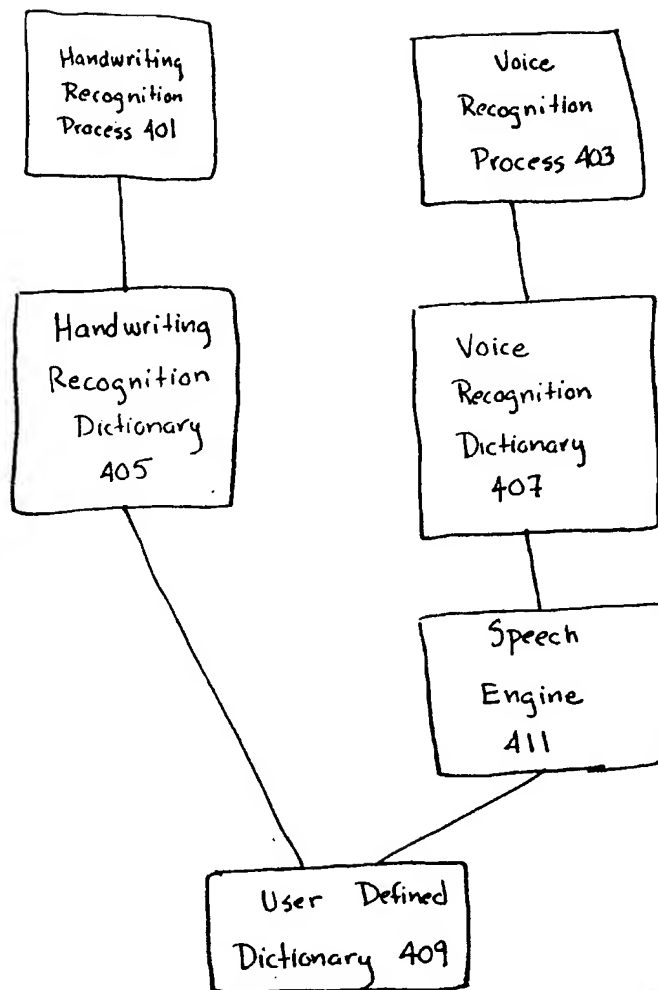 Handwriting
Recognition
Process 401
Voice
Recognition
Process 403
Handwriting
Recognition
Dictionary
405
Voice
Recognition
Dictionary
407
Speech
Engine
411
User Defined
Dictionary 409